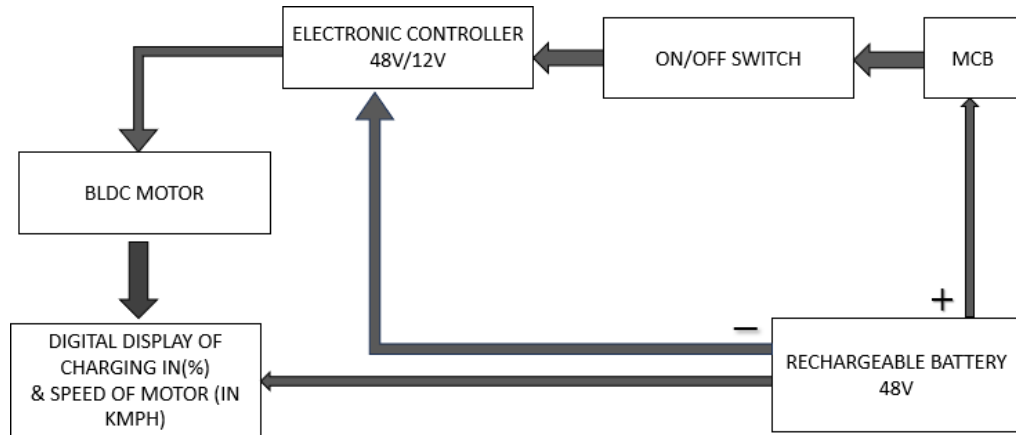 ELECTRONIC CONTROLLER
48V/12V
ON/OFF SWITCH
MCB
BLDC MOTOR
DIGITAL DISPLAY OF
CHARGING IN(%)
& SPEED OF MOTOR (IN
KMPH)
−
+
RECHARGEABLE BATTERY
48V